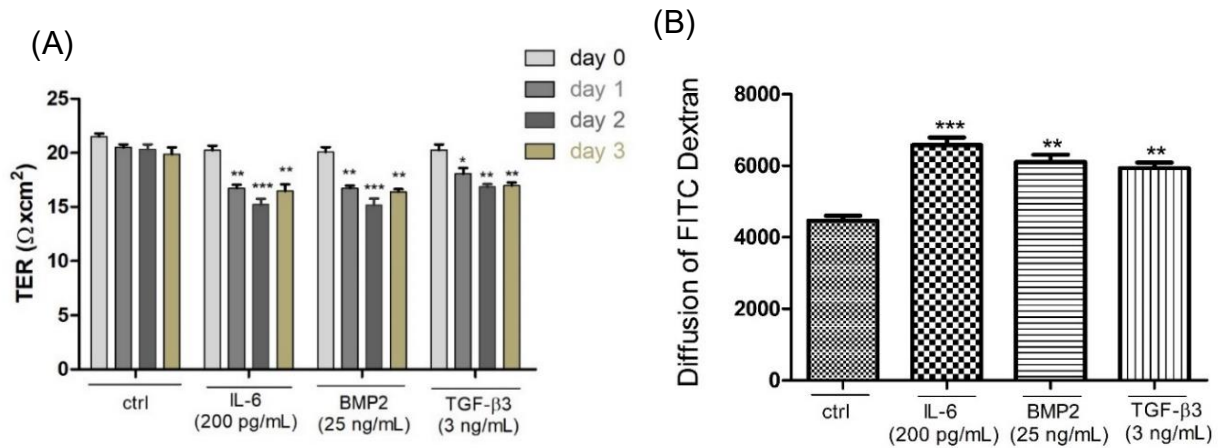 (A)
day 0
day 1
day 2
day 3
TER (Ωxcm²)
25
20
15
10
5
0
** *** **
** *** **
* ** **
ctrl
IL-6
(200 pg/mL)
BMP2
(25 ng/mL)
TGF-β3
(3 ng/mL)
(B)
Diffusion of FITC Dextran
8000
6000
4000
2000
0
***
**
**
ctrl
IL-6
(200 pg/mL)
BMP2
(25 ng/mL)
TGF-β3
(3 ng/mL)